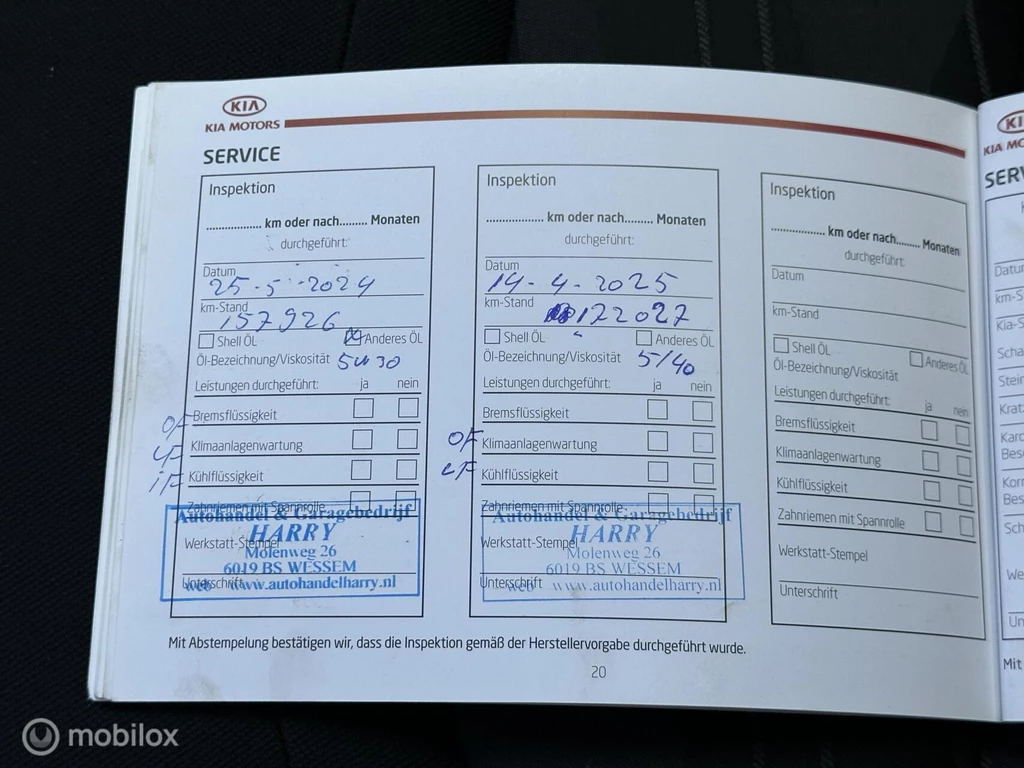 KIA
KIA MOTORS
SERVICE
Inspektion
.................. km oder nach......... Monaten
durchgeführt:
Datum
25-5-2024
km-Stand
157926
Shell ÖL
Anderes ÖL
Öl-Bezeichnung/Viskosität 5W30
Leistungen durchgeführt: ja nein
Bremsflüssigkeit
OF
Klimaanlagenwartung
LF
Kühlflüssigkeit
iF
Zahnriemen mit Spannrolle
Autohandel & Garagebedrijf
HARRY
Werkstatt-Stempel
Molenweg 26
6019 BS WESSEM
Unterschrift
web www.autohandelharry.nl
Inspektion
.................. km oder nach......... Monaten
durchgeführt:
Datum
14-4-2025
km-Stand
172027
Shell ÖL
Anderes ÖL
Öl-Bezeichnung/Viskosität 5/40
Leistungen durchgeführt: ja nein
Bremsflüssigkeit
OF
Klimaanlagenwartung
LF
Kühlflüssigkeit
Zahnriemen mit Spannrolle
Autohandel & Garagebedrijf
HARRY
Werkstatt-Stempel
Molenweg 26
6019 BS WESSEM
Unterschrift
web www.autohandelharry.nl
Inspektion
.................. km oder nach......... Monaten
durchgeführt:
Datum
km-Stand
Shell ÖL
Anderes ÖL
Öl-Bezeichnung/Viskosität
Leistungen durchgeführt: ja nein
Bremsflüssigkeit
Klimaanlagenwartung
Kühlflüssigkeit
Zahnriemen mit Spannrolle
Werkstatt-Stempel
Unterschrift
Mit Abstempelung bestätigen wir, dass die Inspektion gemäß der Herstellervorgabe durchgeführt wurde.
20
mobilox